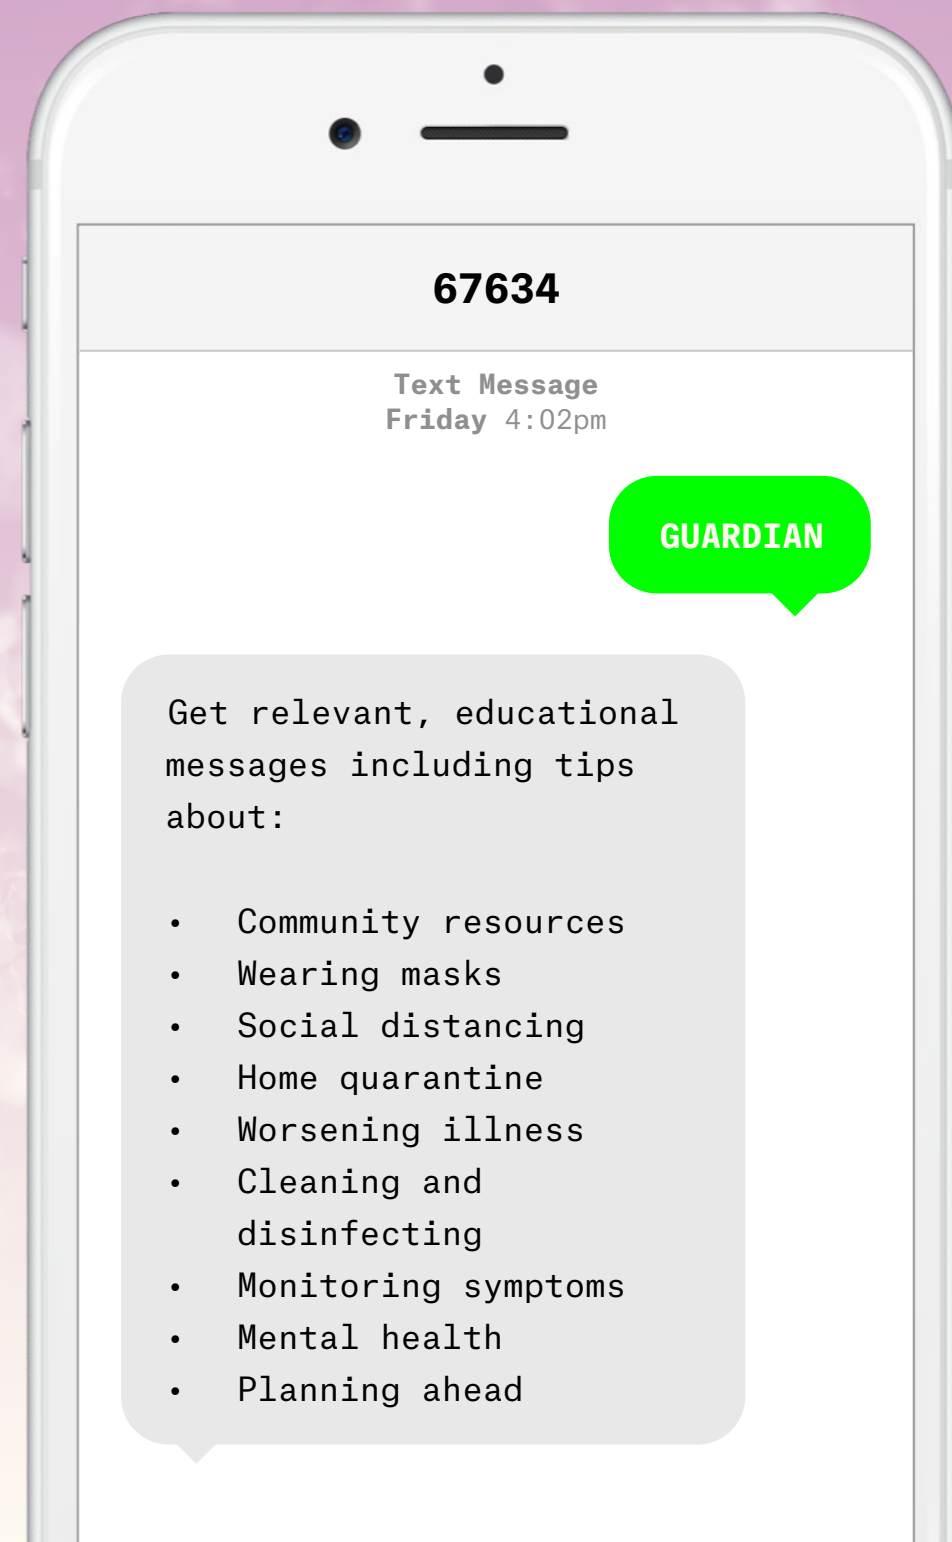 67634
Text Message
Friday 4:02pm
GUARDIAN
Get relevant, educational
messages including tips
about:
• Community resources
• Wearing masks
• Social distancing
• Home quarantine
• Worsening illness
• Cleaning and
disinfecting
• Monitoring symptoms
• Mental health
• Planning ahead